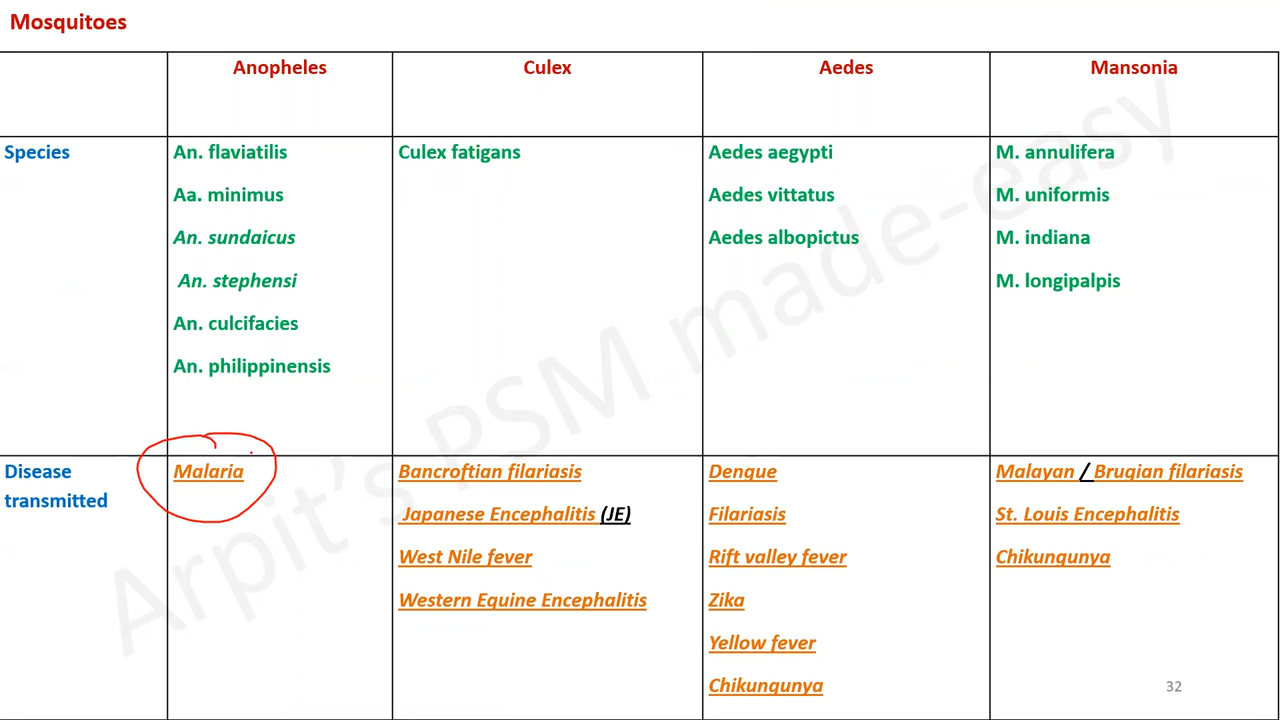 Mosquitoes
Anopheles Culex Aedes Mansonia
Species
An. flaviatilis
Aa. minimus
An. sundaicus
An. stephensi
An. culcifacies
An. philippinensis
Culex fatigans
Aedes aegypti
Aedes vittatus
Aedes albopictus
M. annulifera
M. uniformis
M. indiana
M. longipalpis
Disease
transmitted
Malaria
Bancroftian filariasis
Japanese Encephalitis (JE)
West Nile fever
Western Equine Encephalitis
Dengue
Filariasis
Rift valley fever
Zika
Yellow fever
Chikungunya
Malayan / Brugian filariasis
St. Louis Encephalitis
Chikungunya
Arpit's PSM made-easy
32